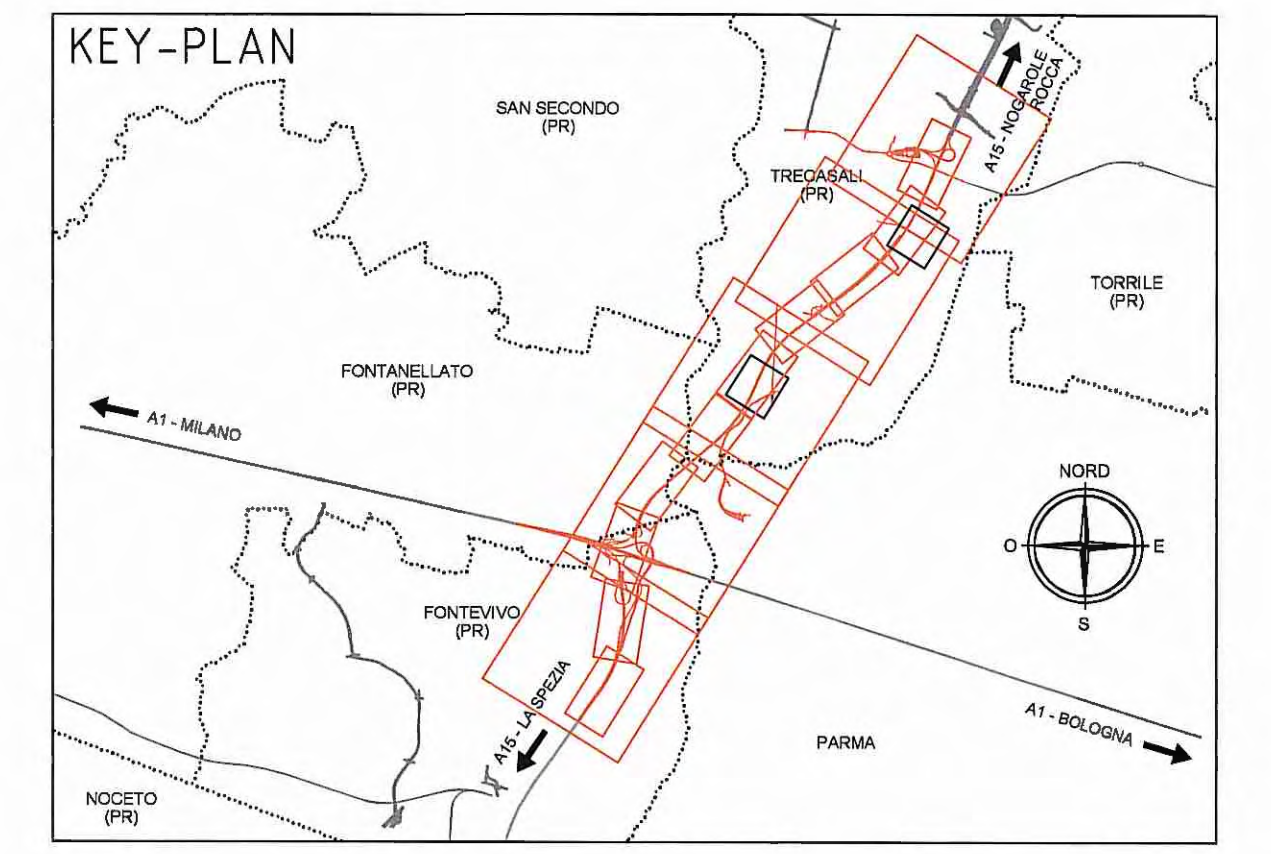 KEY-PLAN
SAN SECONDO
(PR)
A15 - NOGAROLE
ROCCA
TRECASALI
(PR)
TORRILE
(PR)
FONTANELLATO
(PR)
A1 - MILANO
NORD
O
E
S
FONTEVIVO
(PR)
A15 - LA SPEZIA
A1 - BOLOGNA
PARMA
NOCETO
(PR)